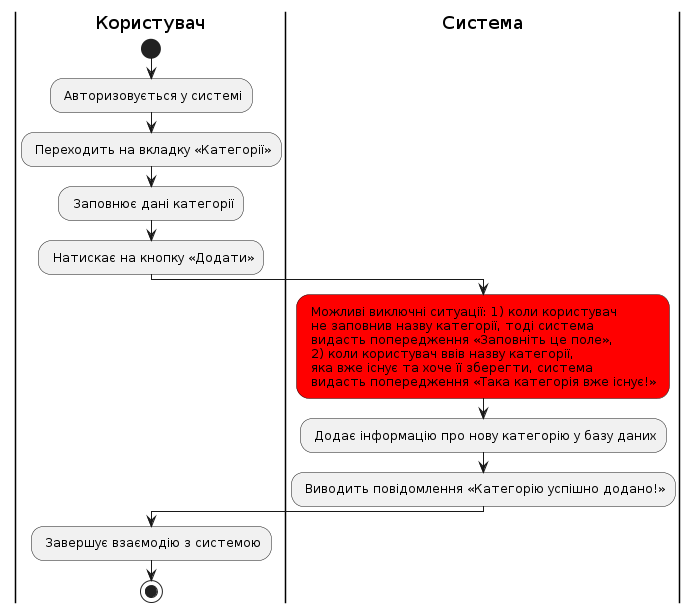 Користувач
Система
Авторизовується у системі
Переходить на вкладку «Категорії»
Заповнює дані категорії
Натискає на кнопку «Додати»
Можливі виключні ситуації: 1) коли користувач
не заповнив назву категорії, тоді система
видасть попередження «Заповніть це поле»,
2) коли користувач ввів назву категорії,
яка вже існує та хоче її зберегти, система
видасть попередження «Така категорія вже існує!»
Додає інформацію про нову категорію у базу даних
Виводить повідомлення «Категорію успішно додано!»
Завершує взаємодію з системою